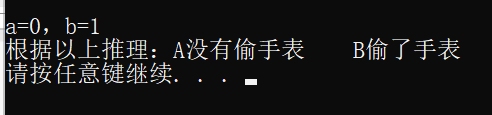 a=0，b=1
根据以上推理：A没有偷手表    B偷了手表
请按任意键继续. . .